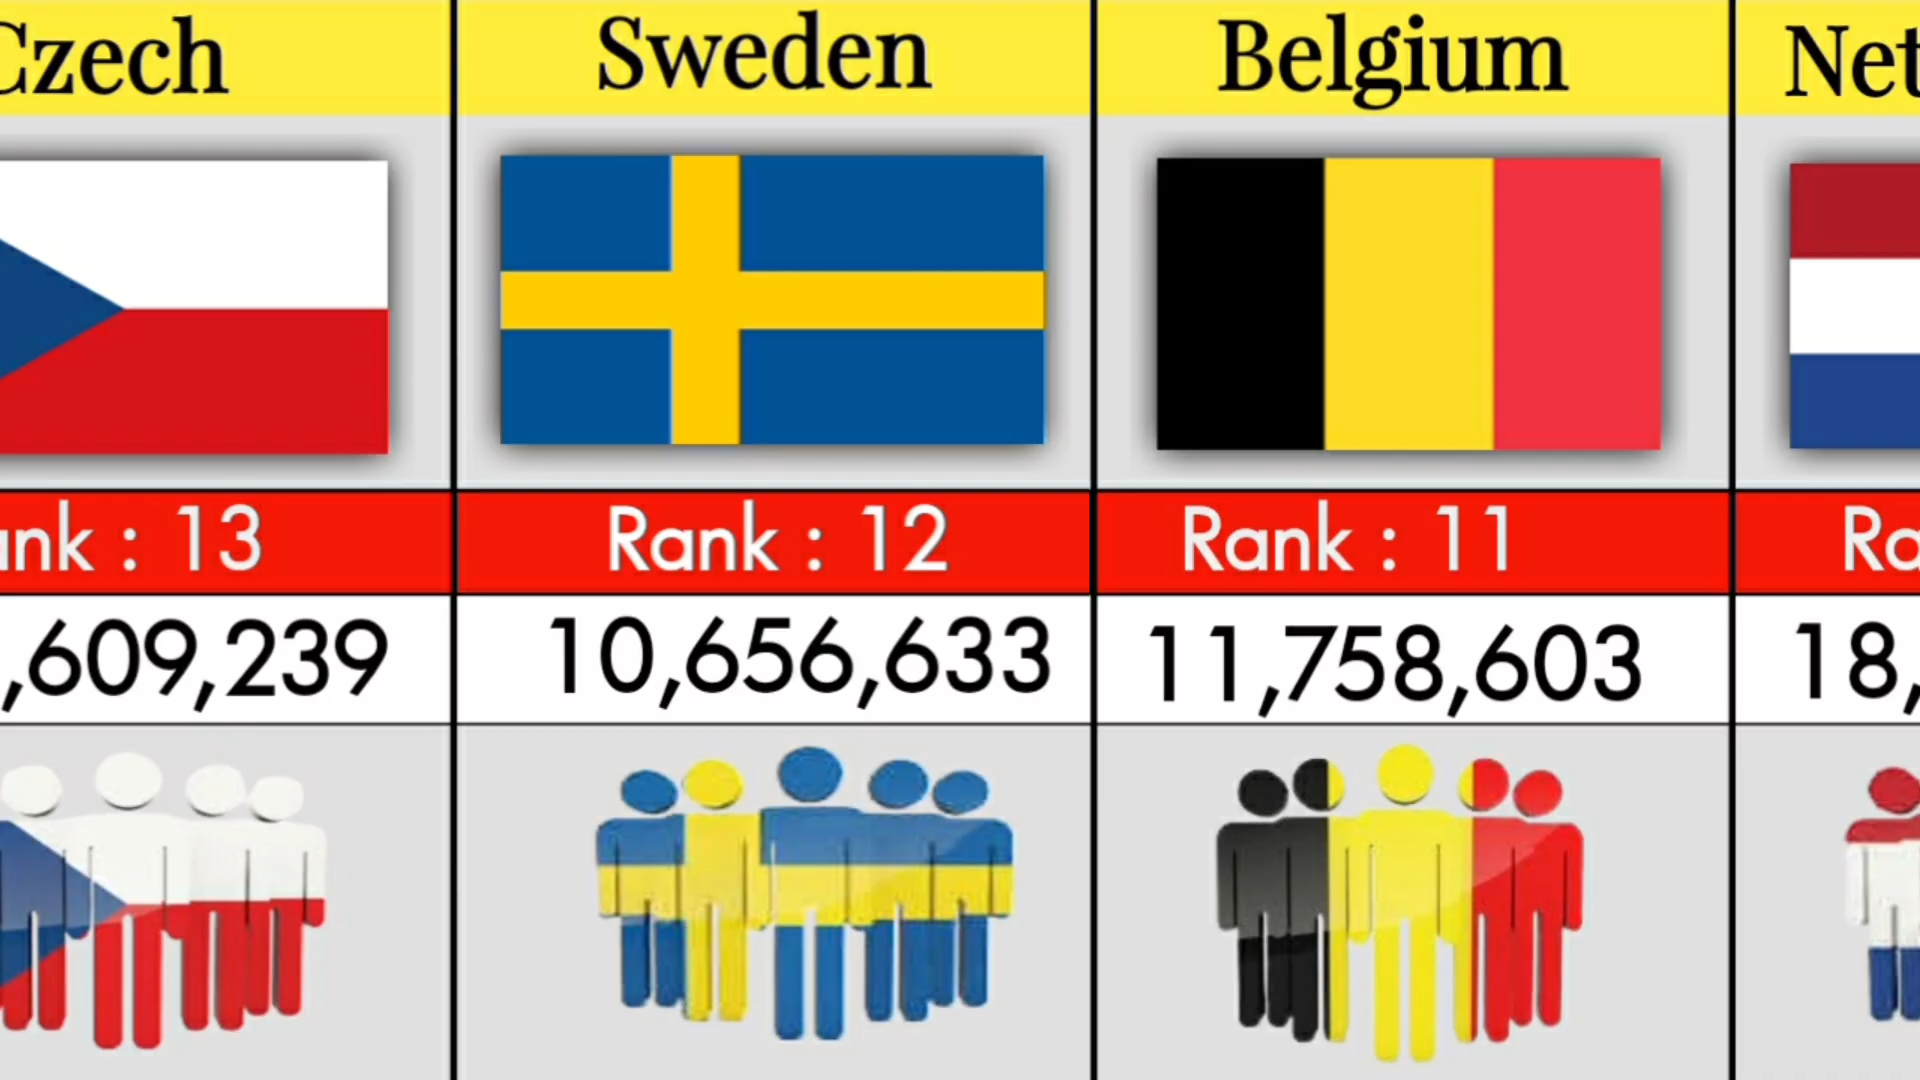 Czech
Sweden
Belgium
Net
ank : 13
Rank : 12
Rank : 11
Ra
,609,239
10,656,633
11,758,603
18,